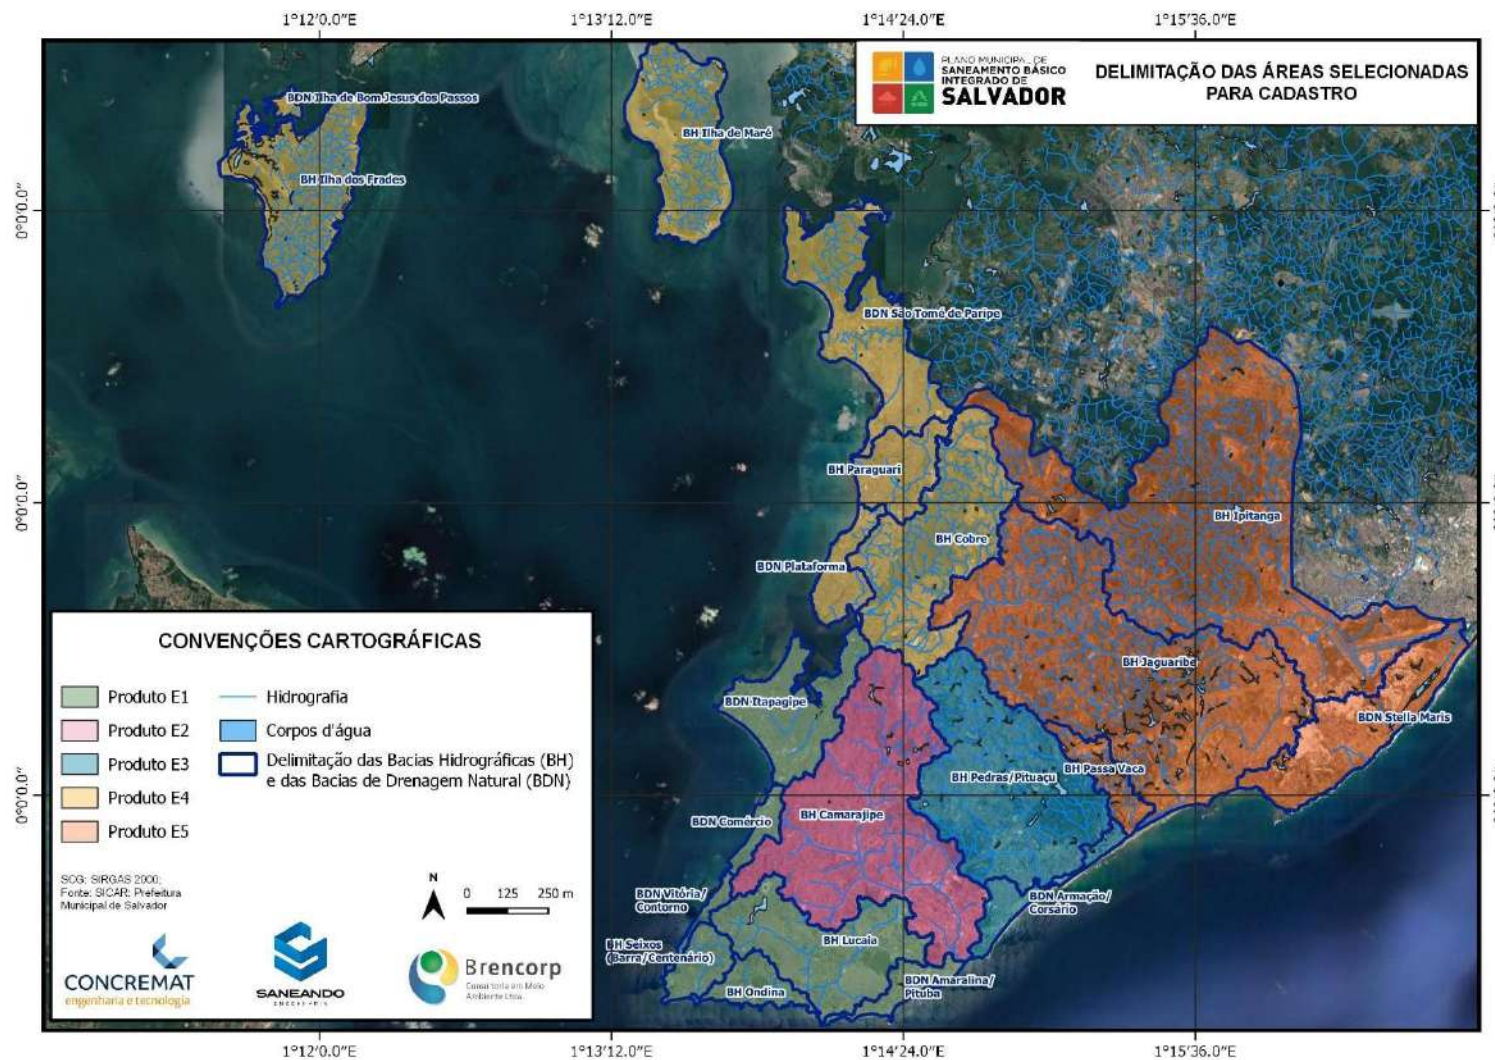 1°12'0.0"E
1°13'12.0"E
1°14'24.0"E
1°15'36.0"E
PLANO MUNICIPAL DE
SANEAMENTO BÁSICO
INTEGRADO DE
SALVADOR
DELIMITAÇÃO DAS ÁREAS SELECIONADAS
PARA CADASTRO
BDN Ilha de Bom Jesus dos Passos
BH Ilha de Maré
BH Ilha dos Frades
0°0'0.0"
BDN São Tomé de Paripe
BH Paraguari
0°0'0.0"
BH Ipitanga
BH Cobre
BDN Plataforma
BH Jaguaribe
BDN Itapagipe
BDN Stella Maris
BH Passa Vaca
BH Pedras/Pituaçu
0°0'0.0"
BH Camarajipe
BDN Comércio
BDN Vitória/
Contorno
BDN Armação/
Corsário
BH Lucaia
BH Seixos
(Barra/Centenário)
BH Ondina
BDN Amaralina/
Pituba
CONVENÇÕES CARTOGRÁFICAS
Produto E1
Produto E2
Produto E3
Produto E4
Produto E5
Hidrografia
Corpos d'água
Delimitação das Bacias Hidrográficas (BH)
e das Bacias de Drenagem Natural (BDN)
SCG: SIRGAS 2000;
Fonte: SICAR; Prefeitura
Municipal de Salvador
N
0 125 250 m
CONCREMAT
engenharia e tecnologia
SANEANDO
ENGENHARIA
Brencorp
Consultoria em Meio
Ambiente Ltda.
1°12'0.0"E
1°13'12.0"E
1°14'24.0"E
1°15'36.0"E